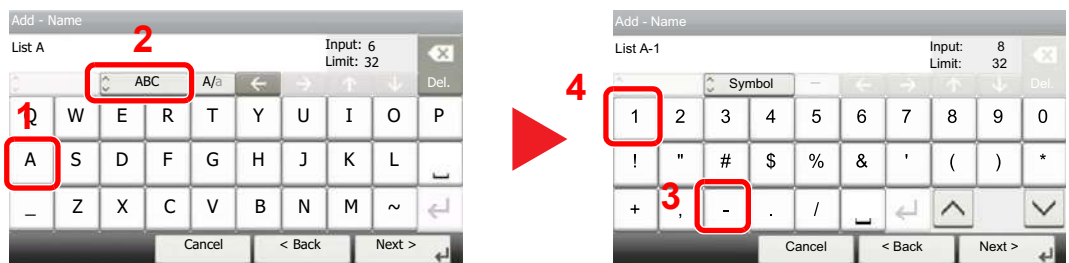 Add - Name
List A
Input: 6
Limit: 32
2
ABC
A/a
Del.
1
Q W E R T Y U I O P
A S D F G H J K L
_ Z X C V B N M ~
Cancel
< Back
Next >
Add - Name
List A-1
Input: 8
Limit: 32
4
Symbol
Del.
1 2 3 4 5 6 7 8 9 0
! " # $ % & ' ( ) *
3
+ , - . /
Cancel
< Back
Next >